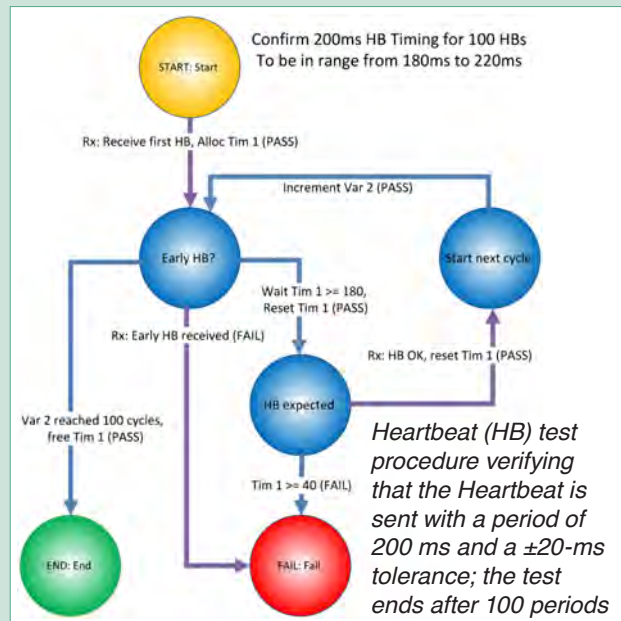 Confirm 200ms HB Timing for 100 HBs
To be in range from 180ms to 220ms
START: Start
Rx: Receive first HB, Alloc Tim 1 (PASS)
Increment Var 2 (PASS)
Early HB?
Start next cycle
Wait Tim 1 >= 180,
Reset Tim 1 (PASS)
Rx: Early HB received (FAIL)
Rx: HB OK, reset Tim 1 (PASS)
HB expected
Var 2 reached 100 cycles,
free Tim 1 (PASS)
Tim 1 >= 40 (FAIL)
END: End
FAIL: Fail
Heartbeat (HB) test
procedure verifying
that the Heartbeat is
sent with a period of
200 ms and a ±20-ms
tolerance; the test
ends after 100 periods